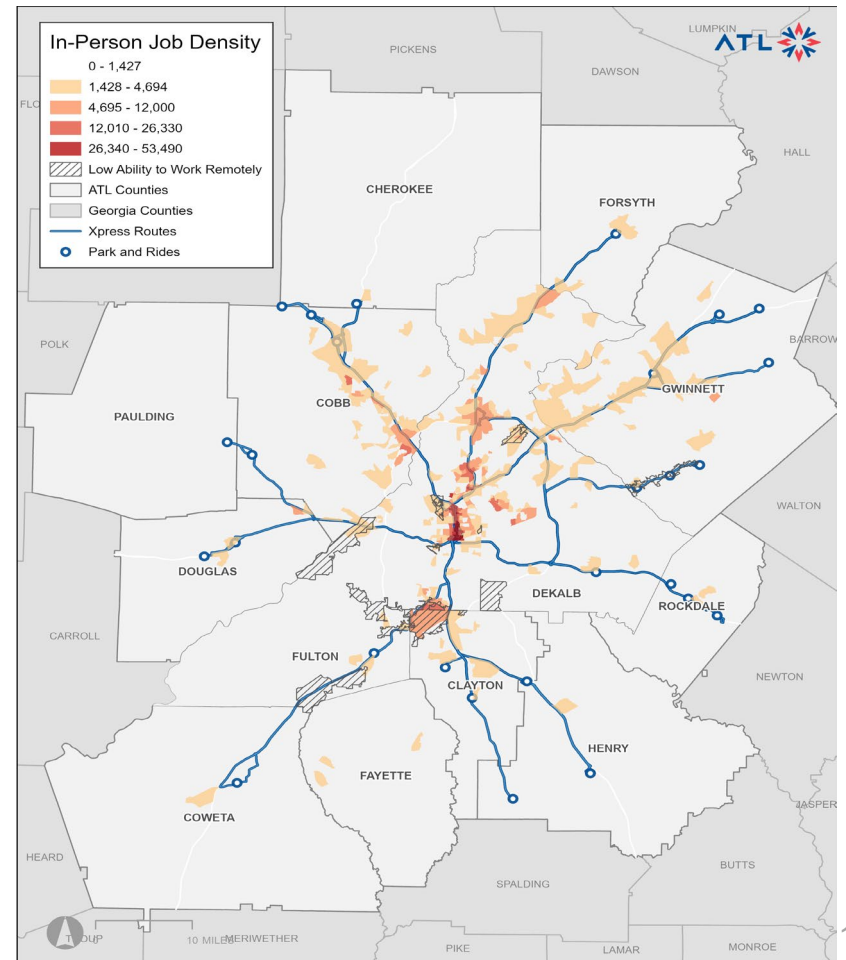 In-Person Job Density
0 - 1,427
1,428 - 4,694
4,695 - 12,000
12,010 - 26,330
26,340 - 53,490
Low Ability to Work Remotely
ATL Counties
Georgia Counties
Xpress Routes
Park and Rides
ATL
LUMPKIN
PICKENS
DAWSON
FLO
HALL
CHEROKEE
FORSYTH
POLK
BARROW
GWINNETT
COBB
PAULDING
WALTON
DOUGLAS
DEKALB
ROCKDALE
CARROLL
FULTON
NEWTON
CLAYTON
HENRY
FAYETTE
COWETA
JASPER
HEARD
BUTTS
SPALDING
10 MILES
MERIWETHER
PIKE
LAMAR
MONROE